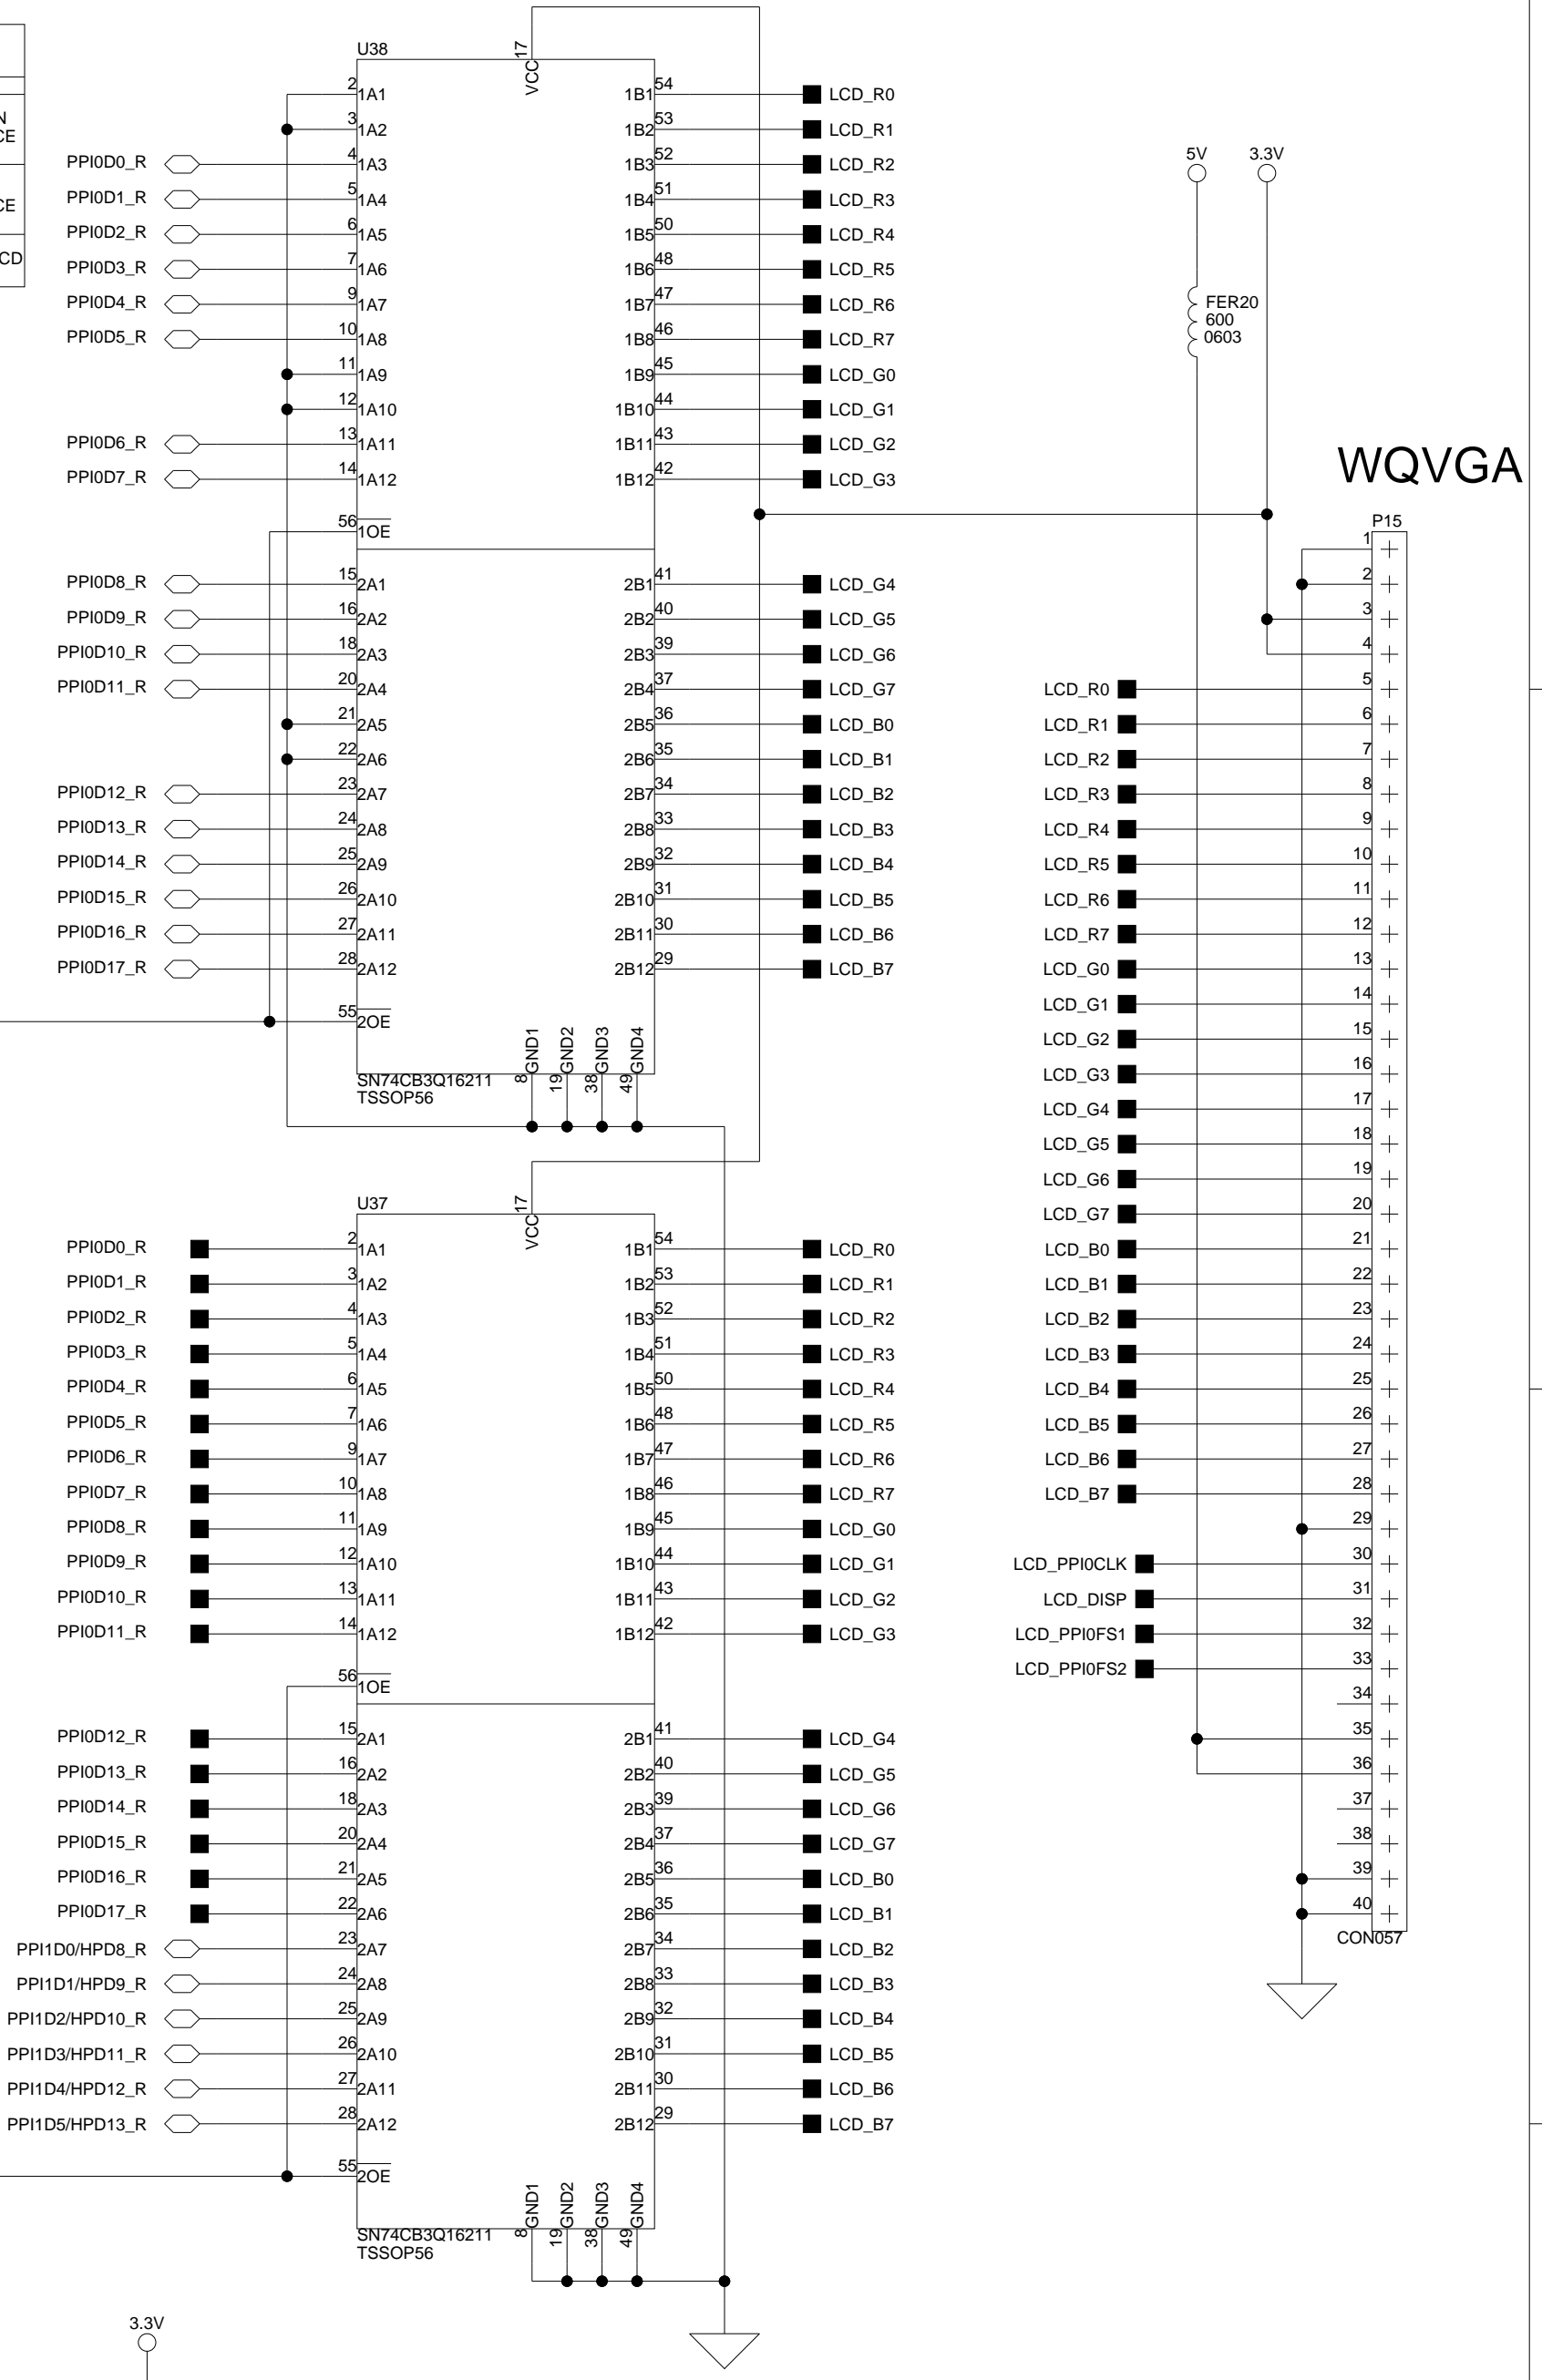 N
CE
CE
CD
U38
17
VCC
2 1A1 1B1 54 LCD_R0
3 1A2 1B2 53 LCD_R1
PPI0D0_R 4 1A3 1B3 52 LCD_R2
PPI0D1_R 5 1A4 1B4 51 LCD_R3
PPI0D2_R 6 1A5 1B5 50 LCD_R4
PPI0D3_R 7 1A6 1B6 48 LCD_R5
PPI0D4_R 9 1A7 1B7 47 LCD_R6
PPI0D5_R 10 1A8 1B8 46 LCD_R7
11 1A9 1B9 45 LCD_G0
12 1A10 1B10 44 LCD_G1
PPI0D6_R 13 1A11 1B11 43 LCD_G2
PPI0D7_R 14 1A12 1B12 42 LCD_G3
56 1OE
PPI0D8_R 15 2A1 2B1 41 LCD_G4
PPI0D9_R 16 2A2 2B2 40 LCD_G5
PPI0D10_R 18 2A3 2B3 39 LCD_G6
PPI0D11_R 20 2A4 2B4 37 LCD_G7
21 2A5 2B5 36 LCD_B0
22 2A6 2B6 35 LCD_B1
PPI0D12_R 23 2A7 2B7 34 LCD_B2
PPI0D13_R 24 2A8 2B8 33 LCD_B3
PPI0D14_R 25 2A9 2B9 32 LCD_B4
PPI0D15_R 26 2A10 2B10 31 LCD_B5
PPI0D16_R 27 2A11 2B11 30 LCD_B6
PPI0D17_R 28 2A12 2B12 29 LCD_B7
55 2OE
8 GND1
19 GND2
38 GND3
49 GND4
SN74CB3Q16211
TSSOP56
U37
17
VCC
PPI0D0_R 2 1A1 1B1 54 LCD_R0
PPI0D1_R 3 1A2 1B2 53 LCD_R1
PPI0D2_R 4 1A3 1B3 52 LCD_R2
PPI0D3_R 5 1A4 1B4 51 LCD_R3
PPI0D4_R 6 1A5 1B5 50 LCD_R4
PPI0D5_R 7 1A6 1B6 48 LCD_R5
PPI0D6_R 9 1A7 1B7 47 LCD_R6
PPI0D7_R 10 1A8 1B8 46 LCD_R7
PPI0D8_R 11 1A9 1B9 45 LCD_G0
PPI0D9_R 12 1A10 1B10 44 LCD_G1
PPI0D10_R 13 1A11 1B11 43 LCD_G2
PPI0D11_R 14 1A12 1B12 42 LCD_G3
56 1OE
PPI0D12_R 15 2A1 2B1 41 LCD_G4
PPI0D13_R 16 2A2 2B2 40 LCD_G5
PPI0D14_R 18 2A3 2B3 39 LCD_G6
PPI0D15_R 20 2A4 2B4 37 LCD_G7
PPI0D16_R 21 2A5 2B5 36 LCD_B0
PPI0D17_R 22 2A6 2B6 35 LCD_B1
PPI1D0/HPD8_R 23 2A7 2B7 34 LCD_B2
PPI1D1/HPD9_R 24 2A8 2B8 33 LCD_B3
PPI1D2/HPD10_R 25 2A9 2B9 32 LCD_B4
PPI1D3/HPD11_R 26 2A10 2B10 31 LCD_B5
PPI1D4/HPD12_R 27 2A11 2B11 30 LCD_B6
PPI1D5/HPD13_R 28 2A12 2B12 29 LCD_B7
55 2OE
8 GND1
19 GND2
38 GND3
49 GND4
SN74CB3Q16211
TSSOP56
3.3V
5V 3.3V
FER20
600
0603
WQVGA
P15
1
2
3
4
LCD_R0 5
LCD_R1 6
LCD_R2 7
LCD_R3 8
LCD_R4 9
LCD_R5 10
LCD_R6 11
LCD_R7 12
LCD_G0 13
LCD_G1 14
LCD_G2 15
LCD_G3 16
LCD_G4 17
LCD_G5 18
LCD_G6 19
LCD_G7 20
LCD_B0 21
LCD_B1 22
LCD_B2 23
LCD_B3 24
LCD_B4 25
LCD_B5 26
LCD_B6 27
LCD_B7 28
29
LCD_PPI0CLK 30
LCD_DISP 31
LCD_PPI0FS1 32
LCD_PPI0FS2 33
34
35
36
37
38
39
40
CON057